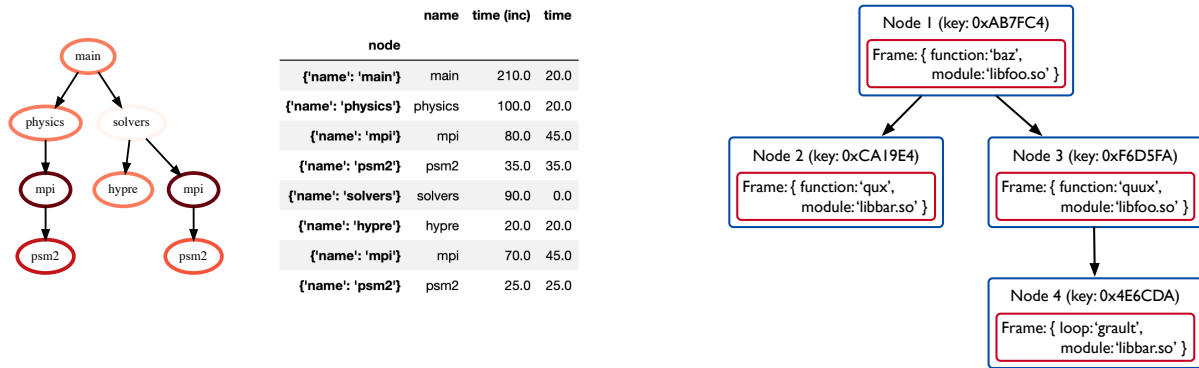 main
physics
solvers
mpi
hypre
mpi
psm2
psm2
name time (inc) time
node
{'name': 'main'} main 210.0 20.0
{'name': 'physics'} physics 100.0 20.0
{'name': 'mpi'} mpi 80.0 45.0
{'name': 'psm2'} psm2 35.0 35.0
{'name': 'solvers'} solvers 90.0 0.0
{'name': 'hypre'} hypre 20.0 20.0
{'name': 'mpi'} mpi 70.0 45.0
{'name': 'psm2'} psm2 25.0 25.0
Node 1 (key: 0xAB7FC4)
Frame: { function: ‘baz’,
module: ‘libfoo.so’ }
Node 2 (key: 0xCA19E4)
Frame: { function: ‘qux’,
module: ‘libbar.so’ }
Node 3 (key: 0xF6D5FA)
Frame: { function: ‘quux’,
module: ‘libfoo.so’ }
Node 4 (key: 0x4E6CDA)
Frame: { loop: ‘grault’,
module: ‘libbar.so’ }